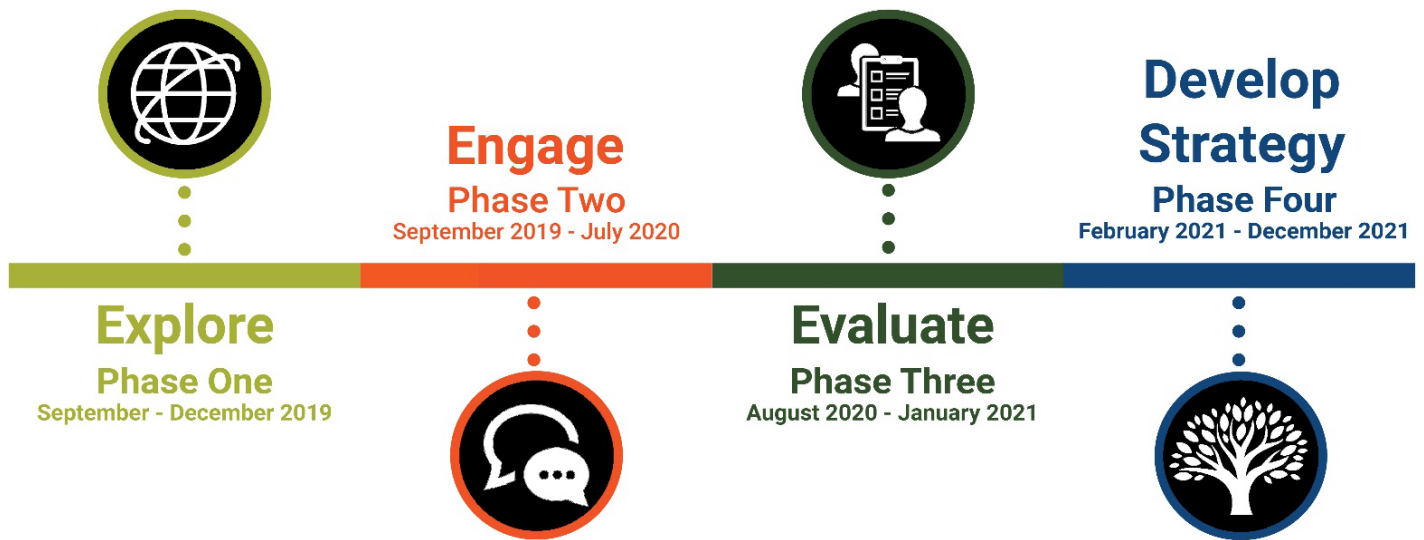 Explore
Phase One
September - December 2019
Engage
Phase Two
September 2019 - July 2020
Evaluate
Phase Three
August 2020 - January 2021
Develop
Strategy
Phase Four
February 2021 - December 2021